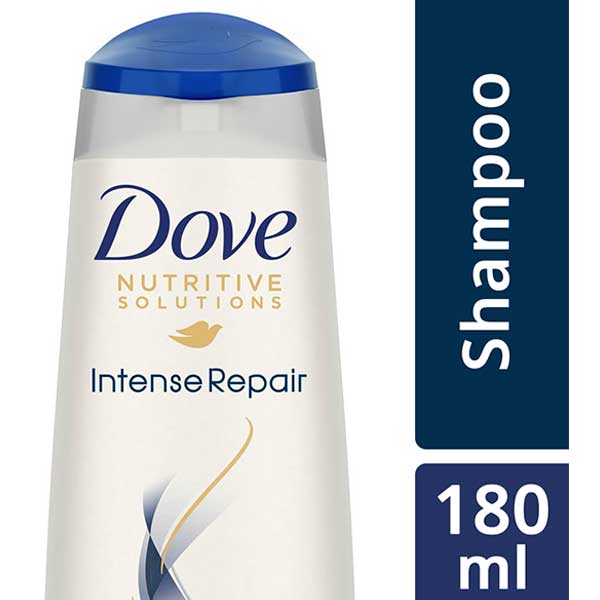 Dove
NUTRITIVE
SOLUTIONS
Intense Repair
Shampoo
180
ml